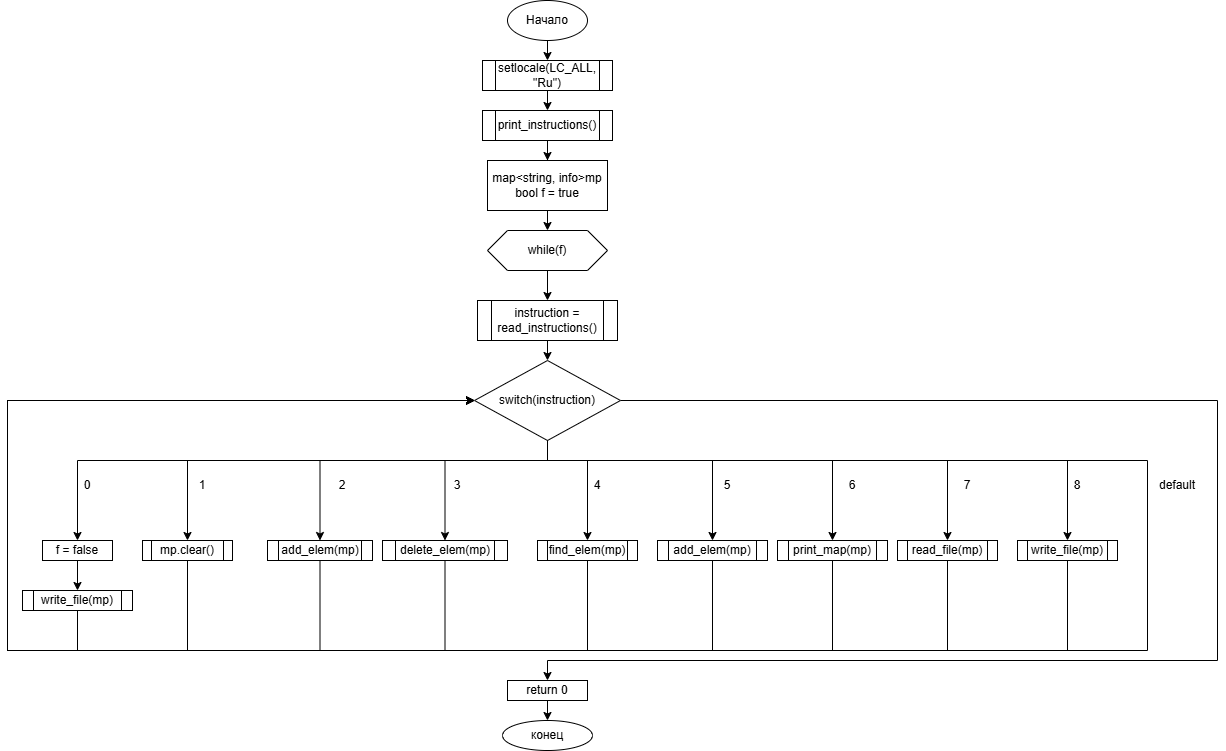 Начало
setlocale(LC_ALL,
"Ru")
print_instructions()
map<string, info>mp
bool f = true
while(f)
instruction =
read_instructions()
switch(instruction)
0
1
2
3
4
5
6
7
8
default
f = false
mp.clear()
add_elem(mp)
delete_elem(mp)
find_elem(mp)
add_elem(mp)
print_map(mp)
read_file(mp)
write_file(mp)
write_file(mp)
return 0
конец